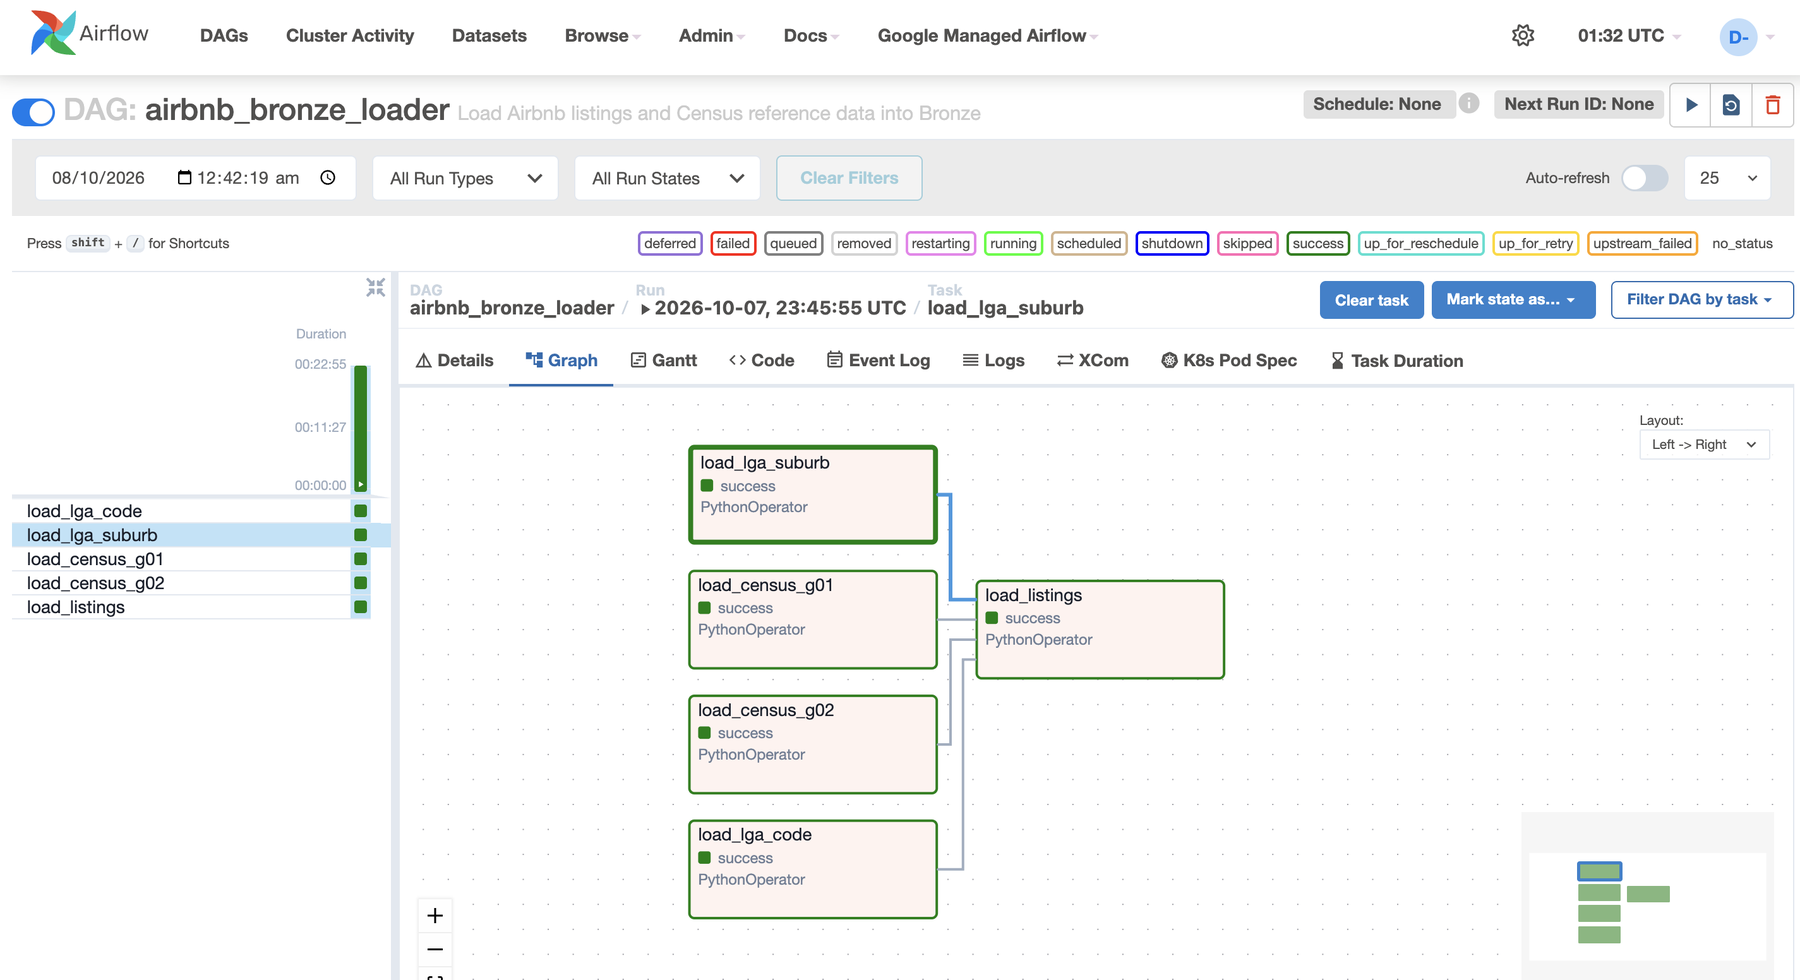 Airflow
DAGs
Cluster Activity
Datasets
Browse
Admin
Docs
Google Managed Airflow
01:32 UTC
D-
DAG: airbnb_bronze_loader Load Airbnb listings and Census reference data into Bronze
Schedule: None
Next Run ID: None
08/10/2026 12:42:19 am
All Run Types
All Run States
Clear Filters
Auto-refresh
25
Press shift + / for Shortcuts
deferred
failed
queued
removed
restarting
running
scheduled
shutdown
skipped
success
up_for_reschedule
up_for_retry
upstream_failed
no_status
Duration
00:22:55
00:11:27
00:00:00
load_lga_code
load_lga_suburb
load_census_g01
load_census_g02
load_listings
DAG
airbnb_bronze_loader /
Run
2026-10-07, 23:45:55 UTC /
Task
load_lga_suburb
Clear task
Mark state as...
Filter DAG by task
Details
Graph
Gantt
Code
Event Log
Logs
XCom
K8s Pod Spec
Task Duration
Layout:
Left -> Right
load_lga_suburb
success
PythonOperator
load_census_g01
success
PythonOperator
load_listings
success
PythonOperator
load_census_g02
success
PythonOperator
load_lga_code
success
PythonOperator